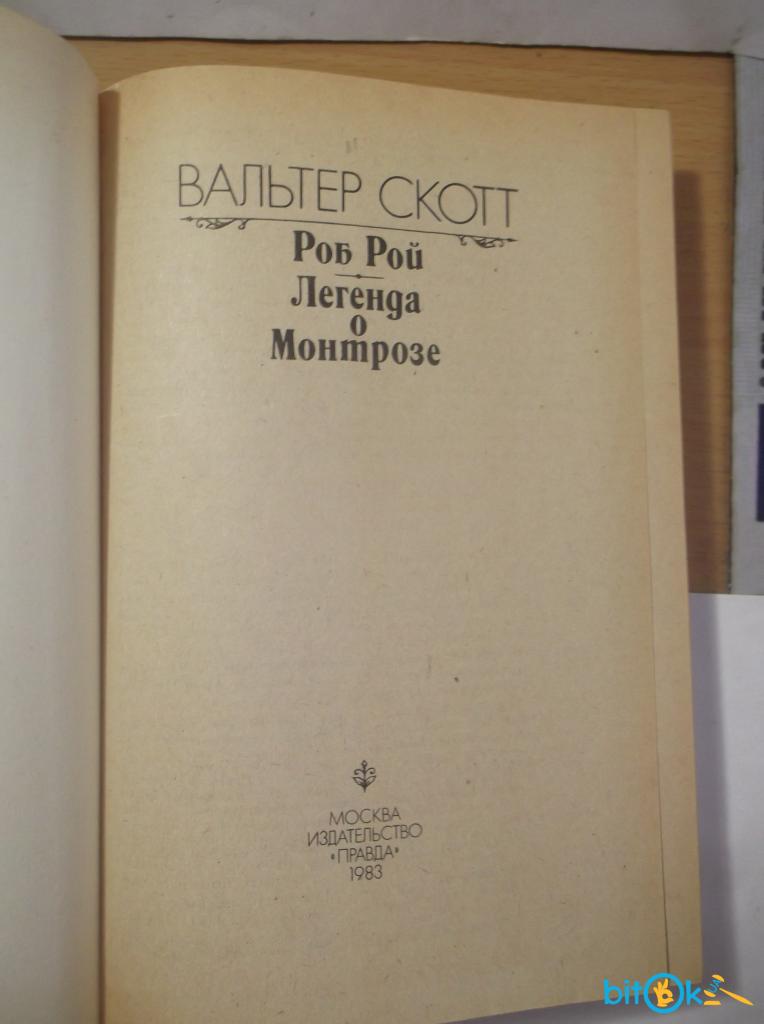 ВАЛЬТЕР СКОТТ
Роб Рой
Легенда
о
Монтрозе
МОСКВА
ИЗДАТЕЛЬСТВО
«ПРАВДА»
1983
bitOk